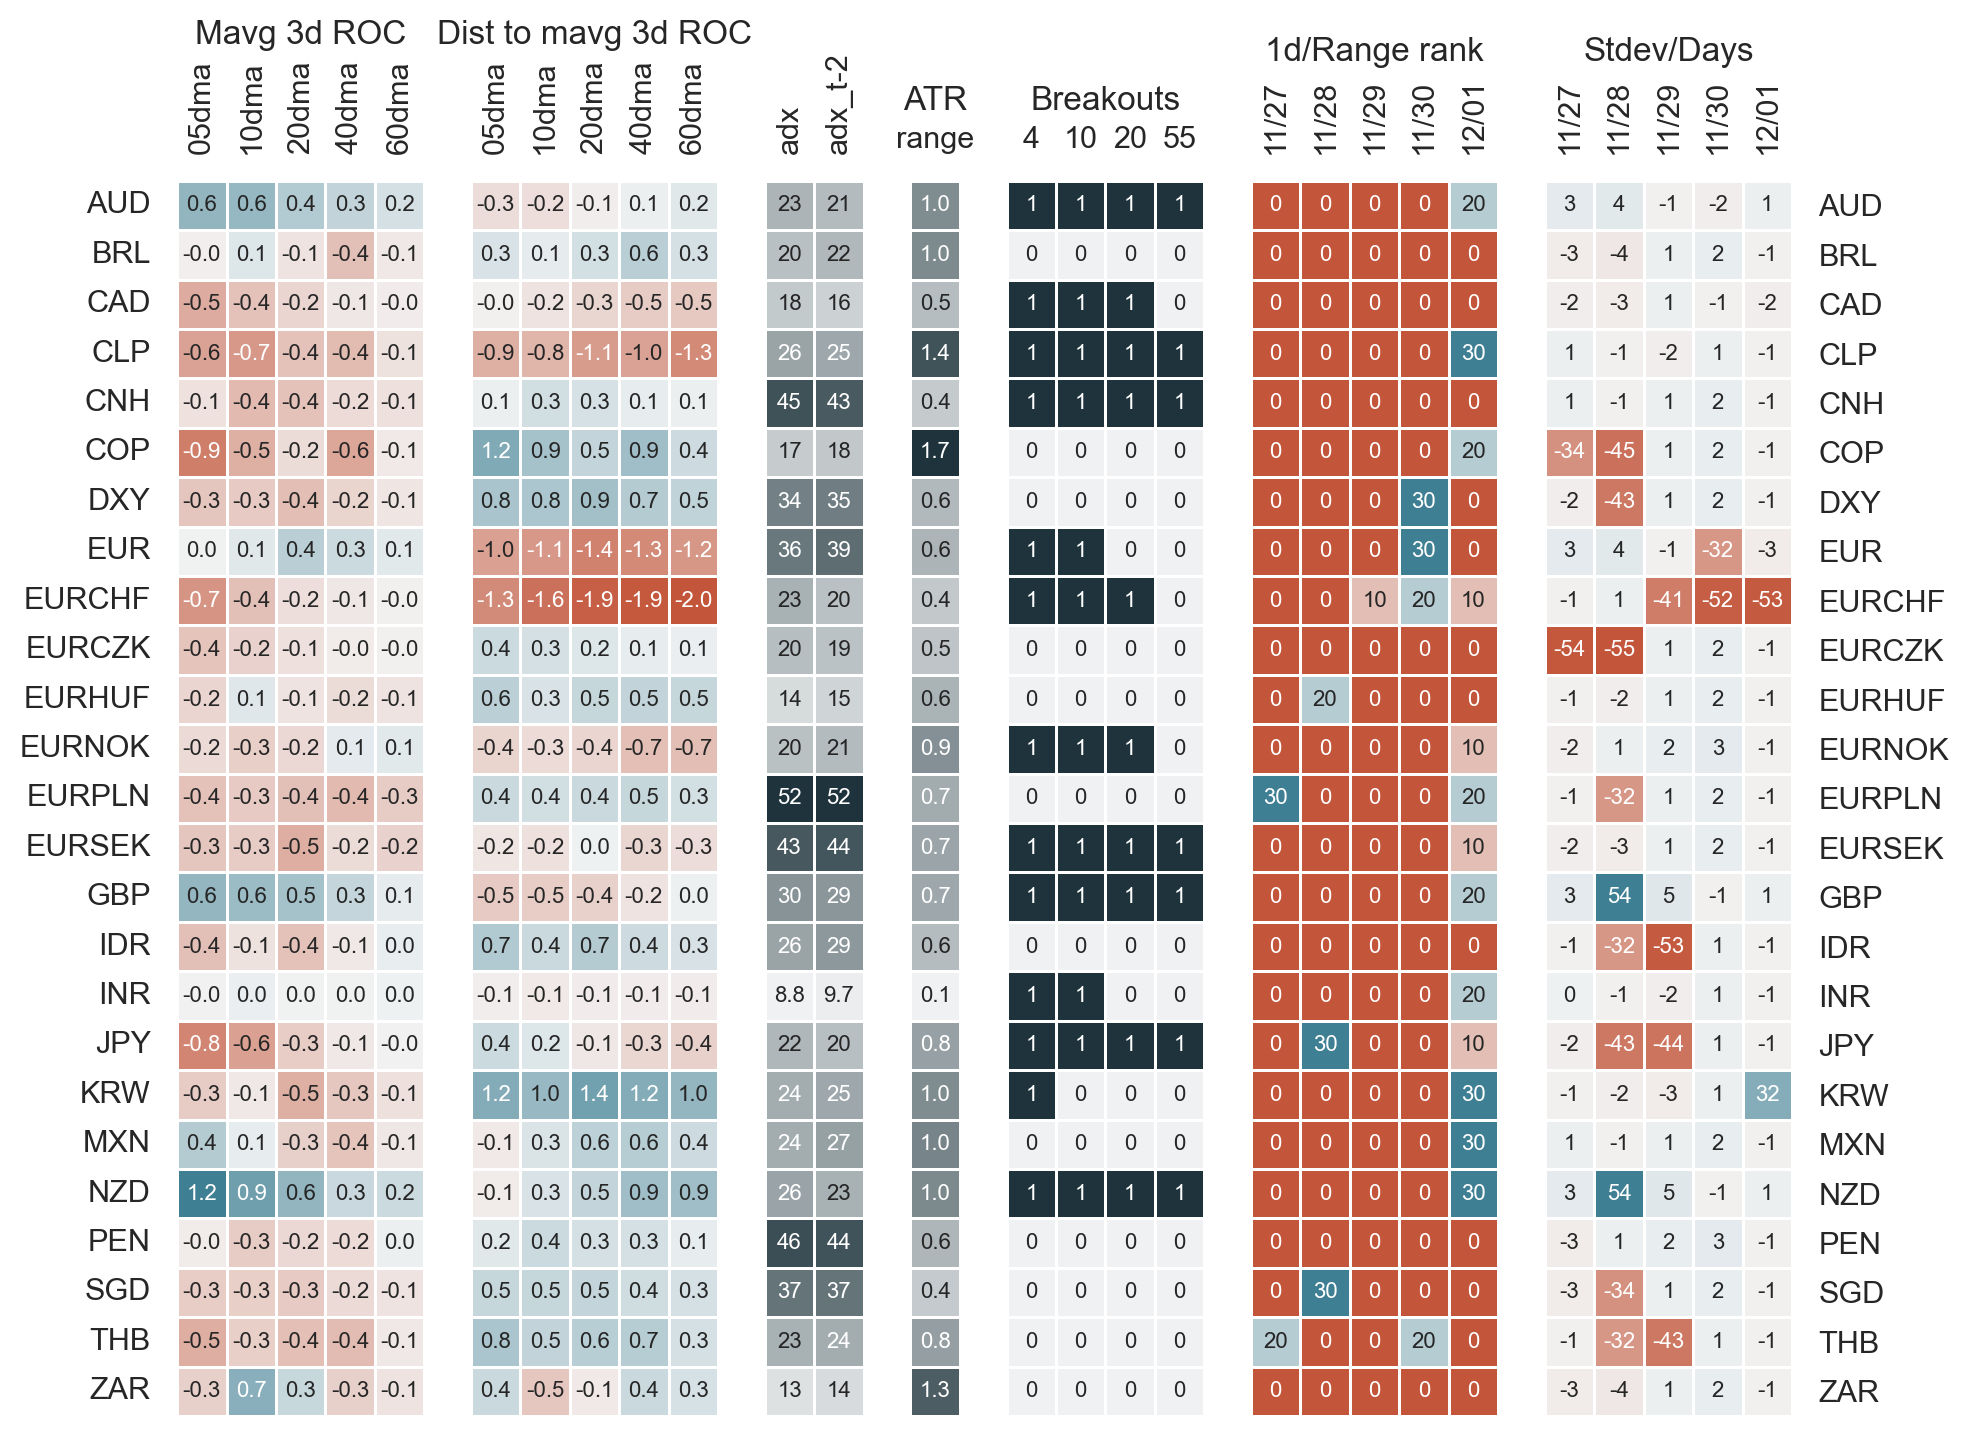 Mavg 3d ROC Dist to mavg 3d ROC 1d/Range rank Stdev/Days
05dma 10dma 20dma 40dma 60dma 05dma 10dma 20dma 40dma 60dma adx adx_t-2 ATR range Breakouts 4 10 20 55 11/27 11/28 11/29 11/30 12/01 11/27 11/28 11/29 11/30 12/01
AUD 0.6 0.6 0.4 0.3 0.2 -0.3 -0.2 -0.1 0.1 0.2 23 21 1.0 1 1 1 1 0 0 0 0 20 3 4 -1 -2 1 AUD
BRL -0.0 0.1 -0.1 -0.4 -0.1 0.3 0.1 0.3 0.6 0.3 20 22 1.0 0 0 0 0 0 0 0 0 0 -3 -4 1 2 -1 BRL
CAD -0.5 -0.4 -0.2 -0.1 -0.0 -0.0 -0.2 -0.3 -0.5 -0.5 18 16 0.5 1 1 1 0 0 0 0 0 0 -2 -3 1 -1 -2 CAD
CLP -0.6 -0.7 -0.4 -0.4 -0.1 -0.9 -0.8 -1.1 -1.0 -1.3 26 25 1.4 1 1 1 1 0 0 0 0 30 1 -1 -2 1 -1 CLP
CNH -0.1 -0.4 -0.4 -0.2 -0.1 0.1 0.3 0.3 0.1 0.1 45 43 0.4 1 1 1 1 0 0 0 0 0 1 -1 1 2 -1 CNH
COP -0.9 -0.5 -0.2 -0.6 -0.1 1.2 0.9 0.5 0.9 0.4 17 18 1.7 0 0 0 0 0 0 0 0 20 -34 -45 1 2 -1 COP
DXY -0.3 -0.3 -0.4 -0.2 -0.1 0.8 0.8 0.9 0.7 0.5 34 35 0.6 0 0 0 0 0 0 0 30 0 -2 -43 1 2 -1 DXY
EUR 0.0 0.1 0.4 0.3 0.1 -1.0 -1.1 -1.4 -1.3 -1.2 36 39 0.6 1 1 0 0 0 0 0 30 0 3 4 -1 -32 -3 EUR
EURCHF -0.7 -0.4 -0.2 -0.1 -0.0 -1.3 -1.6 -1.9 -1.9 -2.0 23 20 0.4 1 1 1 0 0 0 10 20 10 -1 1 -41 -52 -53 EURCHF
EURCZK -0.4 -0.2 -0.1 -0.0 -0.0 0.4 0.3 0.2 0.1 0.1 20 19 0.5 0 0 0 0 0 0 0 0 0 -54 -55 1 2 -1 EURCZK
EURHUF -0.2 0.1 -0.1 -0.2 -0.1 0.6 0.3 0.5 0.5 0.5 14 15 0.6 0 0 0 0 0 20 0 0 0 -1 -2 1 2 -1 EURHUF
EURNOK -0.2 -0.3 -0.2 0.1 0.1 -0.4 -0.3 -0.4 -0.7 -0.7 20 21 0.9 1 1 1 0 0 0 0 0 10 -2 1 2 3 -1 EURNOK
EURPLN -0.4 -0.3 -0.4 -0.4 -0.3 0.4 0.4 0.4 0.5 0.3 52 52 0.7 0 0 0 0 30 0 0 0 20 -1 -32 1 2 -1 EURPLN
EURSEK -0.3 -0.3 -0.5 -0.2 -0.2 -0.2 -0.2 0.0 -0.3 -0.3 43 44 0.7 1 1 1 1 0 0 0 0 10 -2 -3 1 2 -1 EURSEK
GBP 0.6 0.6 0.5 0.3 0.1 -0.5 -0.5 -0.4 -0.2 0.0 30 29 0.7 1 1 1 1 0 0 0 0 20 3 54 5 -1 1 GBP
IDR -0.4 -0.1 -0.4 -0.1 0.0 0.7 0.4 0.7 0.4 0.3 26 29 0.6 0 0 0 0 0 0 0 0 0 -1 -32 -53 1 -1 IDR
INR -0.0 0.0 0.0 0.0 0.0 -0.1 -0.1 -0.1 -0.1 -0.1 8.8 9.7 0.1 1 1 0 0 0 0 0 0 20 0 -1 -2 1 -1 INR
JPY -0.8 -0.6 -0.3 -0.1 -0.0 0.4 0.2 -0.1 -0.3 -0.4 22 20 0.8 1 1 1 1 0 30 0 0 10 -2 -43 -44 1 -1 JPY
KRW -0.3 -0.1 -0.5 -0.3 -0.1 1.2 1.0 1.4 1.2 1.0 24 25 1.0 1 0 0 0 0 0 0 0 30 -1 -2 -3 1 32 KRW
MXN 0.4 0.1 -0.3 -0.4 -0.1 -0.1 0.3 0.6 0.6 0.4 24 27 1.0 0 0 0 0 0 0 0 0 30 1 -1 1 2 -1 MXN
NZD 1.2 0.9 0.6 0.3 0.2 -0.1 0.3 0.5 0.9 0.9 26 23 1.0 1 1 1 1 0 0 0 0 30 3 54 5 -1 1 NZD
PEN -0.0 -0.3 -0.2 -0.2 0.0 0.2 0.4 0.3 0.3 0.1 46 44 0.6 0 0 0 0 0 0 0 0 0 -3 1 2 3 -1 PEN
SGD -0.3 -0.3 -0.3 -0.2 -0.1 0.5 0.5 0.5 0.4 0.3 37 37 0.4 0 0 0 0 0 30 0 0 0 -3 -34 1 2 -1 SGD
THB -0.5 -0.3 -0.4 -0.4 -0.1 0.8 0.5 0.6 0.7 0.3 23 24 0.8 0 0 0 0 20 0 0 20 0 -1 -32 -43 1 -1 THB
ZAR -0.3 0.7 0.3 -0.3 -0.1 0.4 -0.5 -0.1 0.4 0.3 13 14 1.3 0 0 0 0 0 0 0 0 0 -3 -4 1 2 -1 ZAR